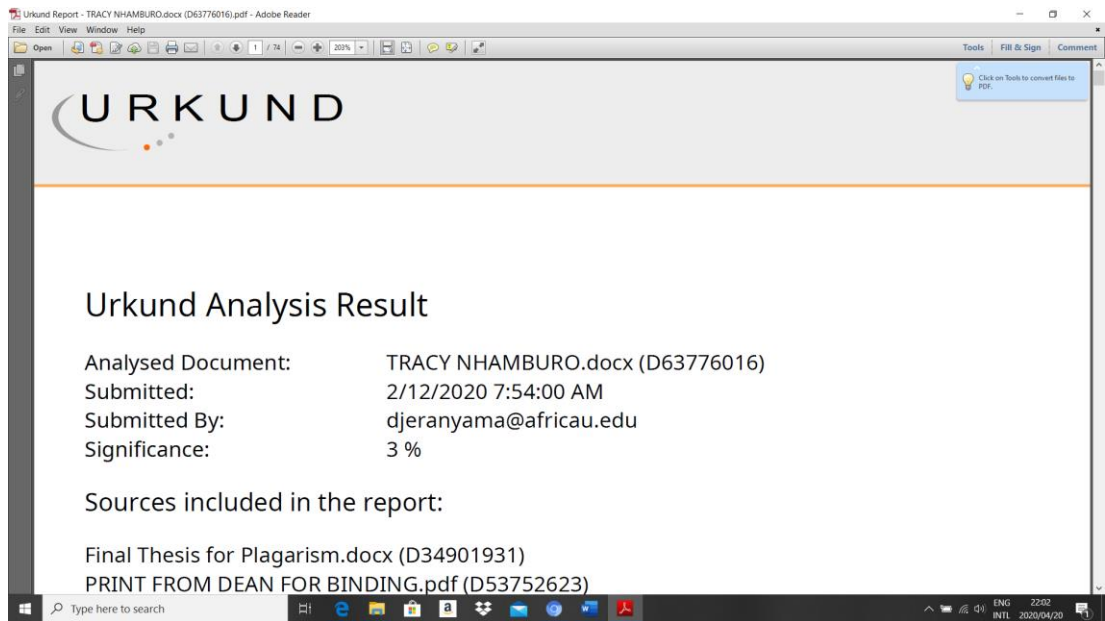 Urkund Report - TRACY NHAMBURO.docx (D63776016).pdf - Adobe Reader
File Edit View Window Help
Open 1 / 74 203% Tools Fill & Sign Comment
Click on Tools to convert files to
PDF.
URKUND
Urkund Analysis Result
Analysed Document: TRACY NHAMBURO.docx (D63776016)
Submitted: 2/12/2020 7:54:00 AM
Submitted By: djeranyama@africau.edu
Significance: 3 %
Sources included in the report:
Final Thesis for Plagarism.docx (D34901931)
PRINT FROM DEAN FOR BINDING.pdf (D53752623)
Type here to search
ENG 22:02
INTL 2020/04/20